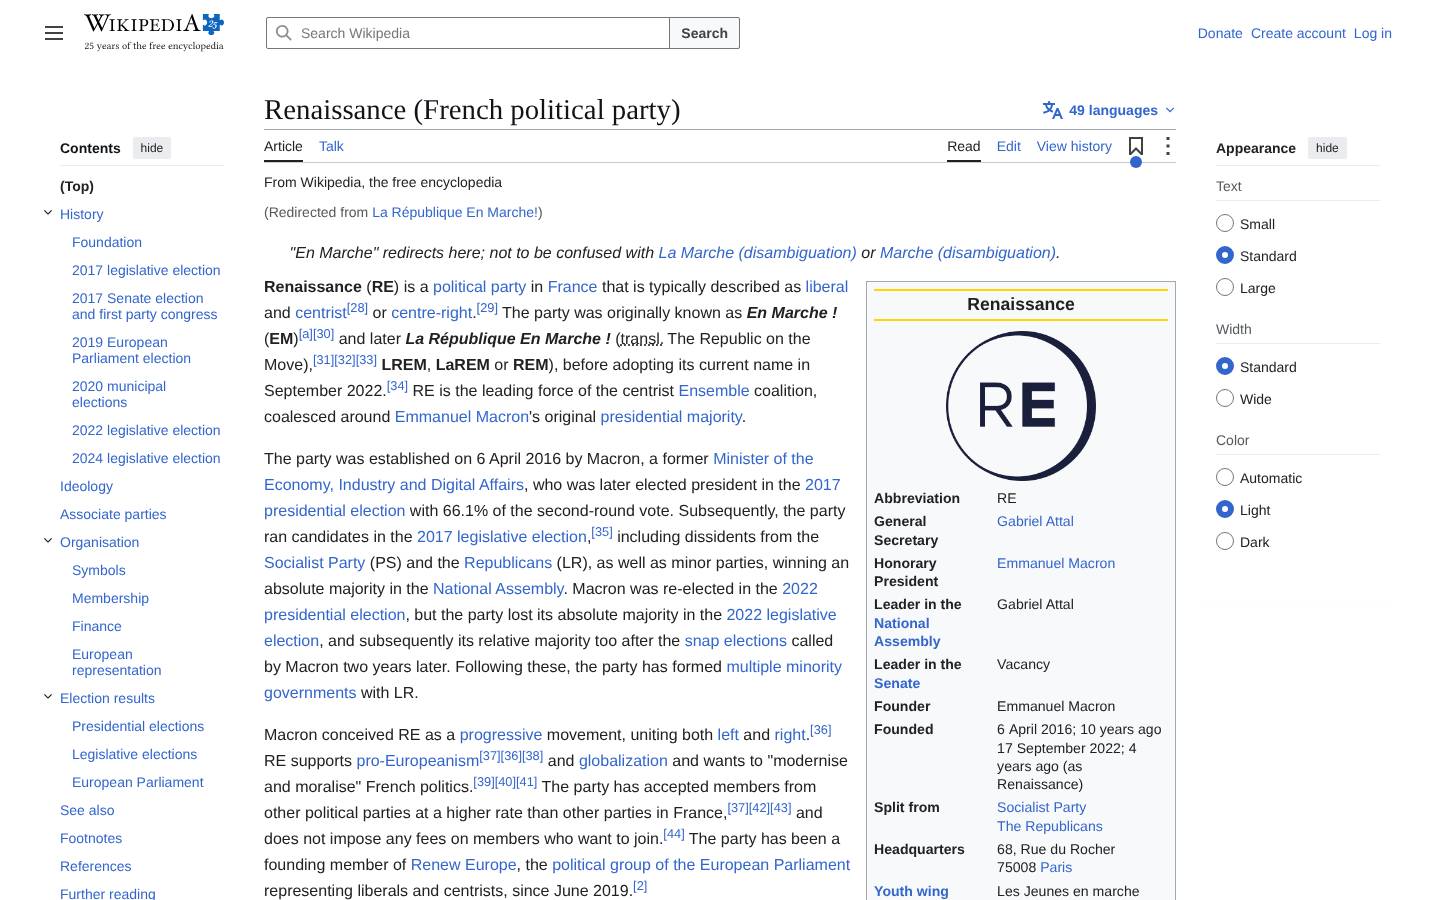 WIKIPEDIA 25
25 years of the free encyclopedia
Search Wikipedia
Search
Donate Create account Log in
Contents hide
(Top)
History
Foundation
2017 legislative election
2017 Senate election
and first party congress
2019 European
Parliament election
2020 municipal
elections
2022 legislative election
2024 legislative election
Ideology
Associate parties
Organisation
Symbols
Membership
Finance
European
representation
Election results
Presidential elections
Legislative elections
European Parliament
See also
Footnotes
References
Further reading
Renaissance (French political party)
49 languages
Article Talk
Read Edit View history
From Wikipedia, the free encyclopedia
(Redirected from La République En Marche!)
"En Marche" redirects here; not to be confused with La Marche (disambiguation) or Marche (disambiguation).
Renaissance (RE) is a political party in France that is typically described as liberal
and centrist[28] or centre-right.[29] The party was originally known as En Marche !
(EM)[a][30] and later La République En Marche ! (transl. The Republic on the
Move),[31][32][33] LREM, LaREM or REM), before adopting its current name in
September 2022.[34] RE is the leading force of the centrist Ensemble coalition,
coalesced around Emmanuel Macron's original presidential majority.
The party was established on 6 April 2016 by Macron, a former Minister of the
Economy, Industry and Digital Affairs, who was later elected president in the 2017
presidential election with 66.1% of the second-round vote. Subsequently, the party
ran candidates in the 2017 legislative election,[35] including dissidents from the
Socialist Party (PS) and the Republicans (LR), as well as minor parties, winning an
absolute majority in the National Assembly. Macron was re-elected in the 2022
presidential election, but the party lost its absolute majority in the 2022 legislative
election, and subsequently its relative majority too after the snap elections called
by Macron two years later. Following these, the party has formed multiple minority
governments with LR.
Macron conceived RE as a progressive movement, uniting both left and right.[36]
RE supports pro-Europeanism[37][36][38] and globalization and wants to "modernise
and moralise" French politics.[39][40][41] The party has accepted members from
other political parties at a higher rate than other parties in France,[37][42][43] and
does not impose any fees on members who want to join.[44] The party has been a
founding member of Renew Europe, the political group of the European Parliament
representing liberals and centrists, since June 2019.[2]
Renaissance
RE
Abbreviation RE
General Gabriel Attal
Secretary
Honorary Emmanuel Macron
President
Leader in the Gabriel Attal
National
Assembly
Leader in the Vacancy
Senate
Founder Emmanuel Macron
Founded 6 April 2016; 10 years ago
17 September 2022; 4
years ago (as
Renaissance)
Split from Socialist Party
The Republicans
Headquarters 68, Rue du Rocher
75008 Paris
Youth wing Les Jeunes en marche
Appearance hide
Text
Small
Standard
Large
Width
Standard
Wide
Color
Automatic
Light
Dark